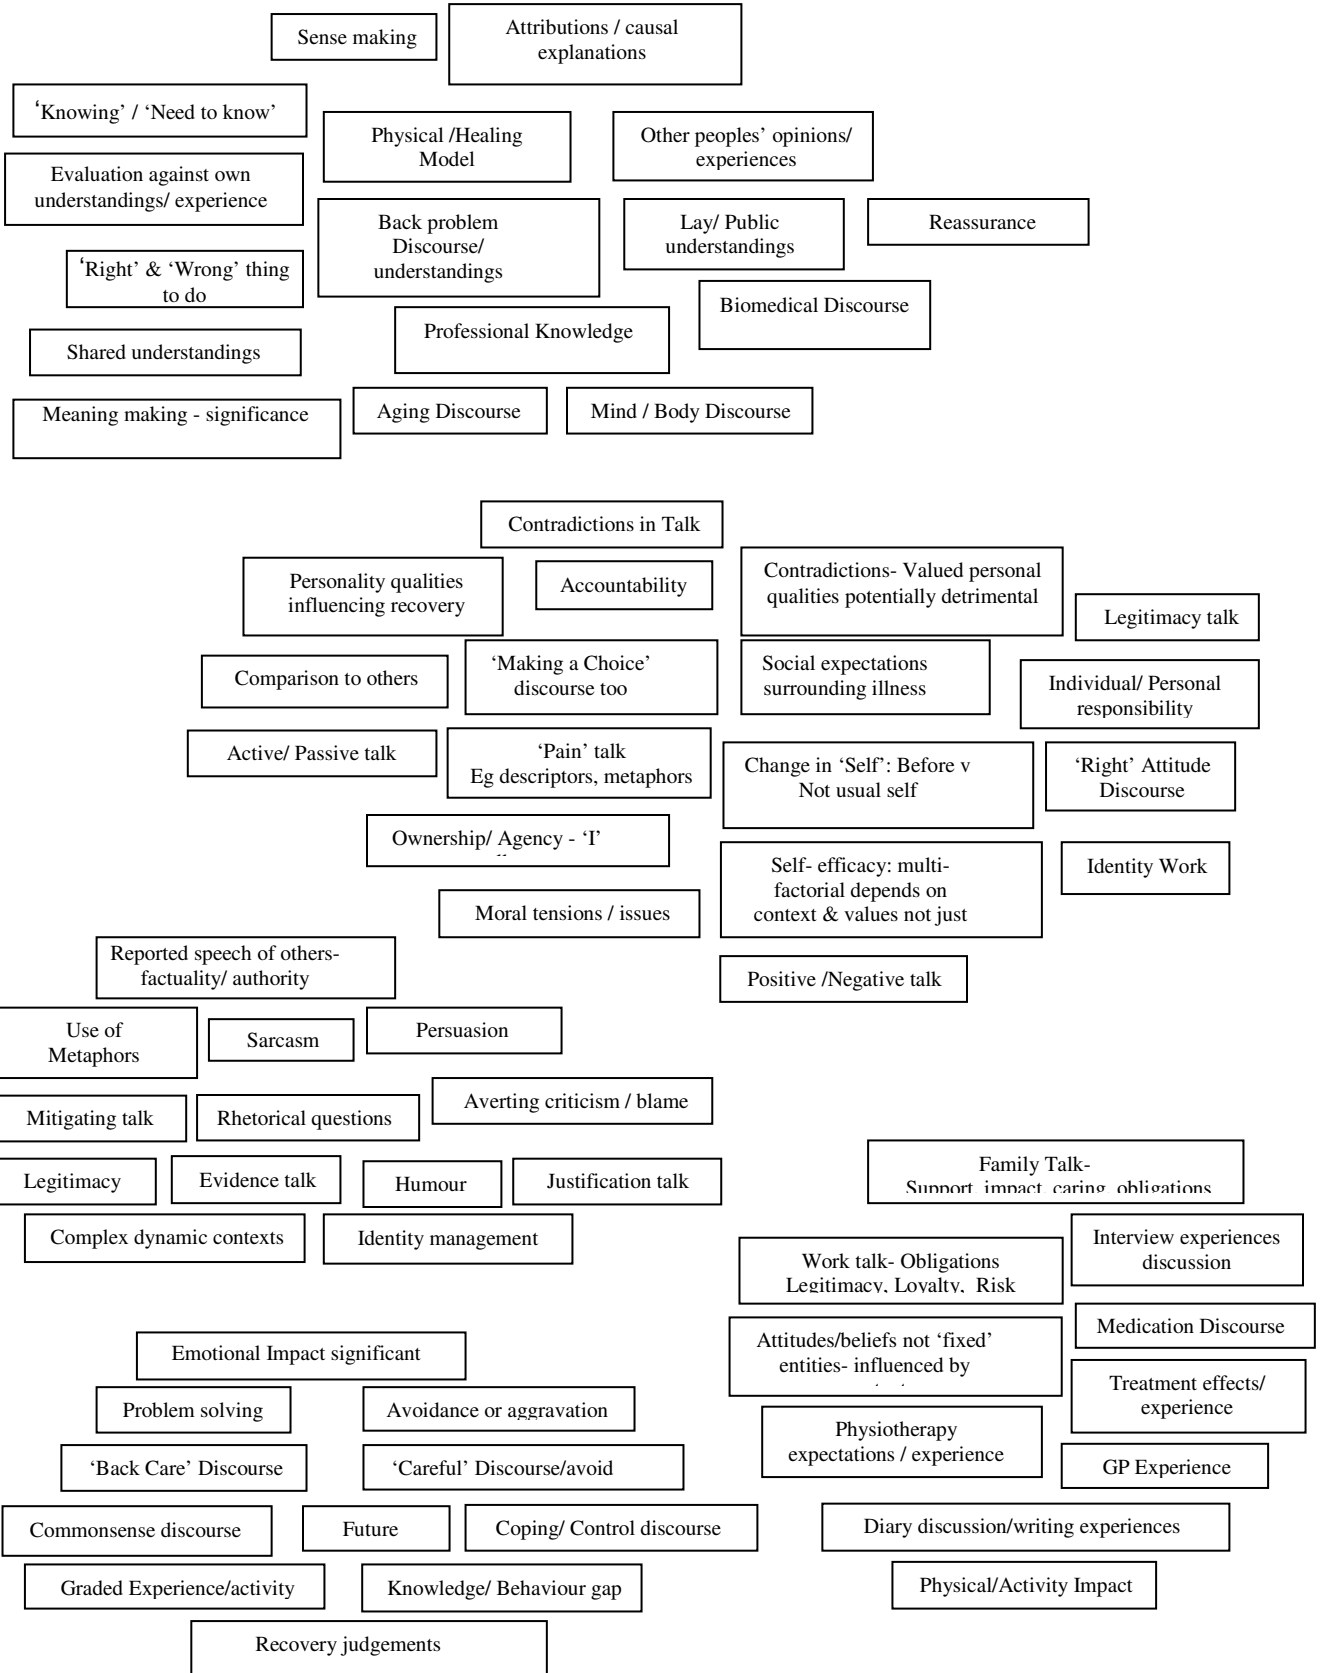 Sense making
Attributions / causal
explanations
‘Knowing’ / ‘Need to know’
Physical /Healing
Model
Other peoples’ opinions/
experiences
Evaluation against own
understandings/ experience
Back problem
Discourse/
understandings
Lay/ Public
understandings
Reassurance
‘Right’ & ‘Wrong’ thing
to do
Biomedical Discourse
Professional Knowledge
Shared understandings
Meaning making - significance
Aging Discourse
Mind / Body Discourse
Contradictions in Talk
Personality qualities
influencing recovery
Accountability
Contradictions- Valued personal
qualities potentially detrimental
Legitimacy talk
Comparison to others
‘Making a Choice’
discourse too
Social expectations
surrounding illness
Individual/ Personal
responsibility
Active/ Passive talk
‘Pain’ talk
Eg descriptors, metaphors
Change in ‘Self’: Before v
Not usual self
‘Right’ Attitude
Discourse
Ownership/ Agency - ‘I’
Self- efficacy: multi-
factorial depends on
context & values not just
Identity Work
Moral tensions / issues
Reported speech of others-
factuality/ authority
Positive /Negative talk
Use of
Metaphors
Sarcasm
Persuasion
Mitigating talk
Rhetorical questions
Averting criticism / blame
Legitimacy
Evidence talk
Humour
Justification talk
Family Talk-
Support, impact, caring, obligations
Complex dynamic contexts
Identity management
Work talk- Obligations
Legitimacy, Loyalty, Risk
Interview experiences
discussion
Medication Discourse
Emotional Impact significant
Attitudes/beliefs not ‘fixed’
entities- influenced by
Treatment effects/
experience
Problem solving
Avoidance or aggravation
Physiotherapy
expectations / experience
‘Back Care’ Discourse
‘Careful’ Discourse/avoid
GP Experience
Commonsense discourse
Future
Coping/ Control discourse
Diary discussion/writing experiences
Graded Experience/activity
Knowledge/ Behaviour gap
Physical/Activity Impact
Recovery judgements